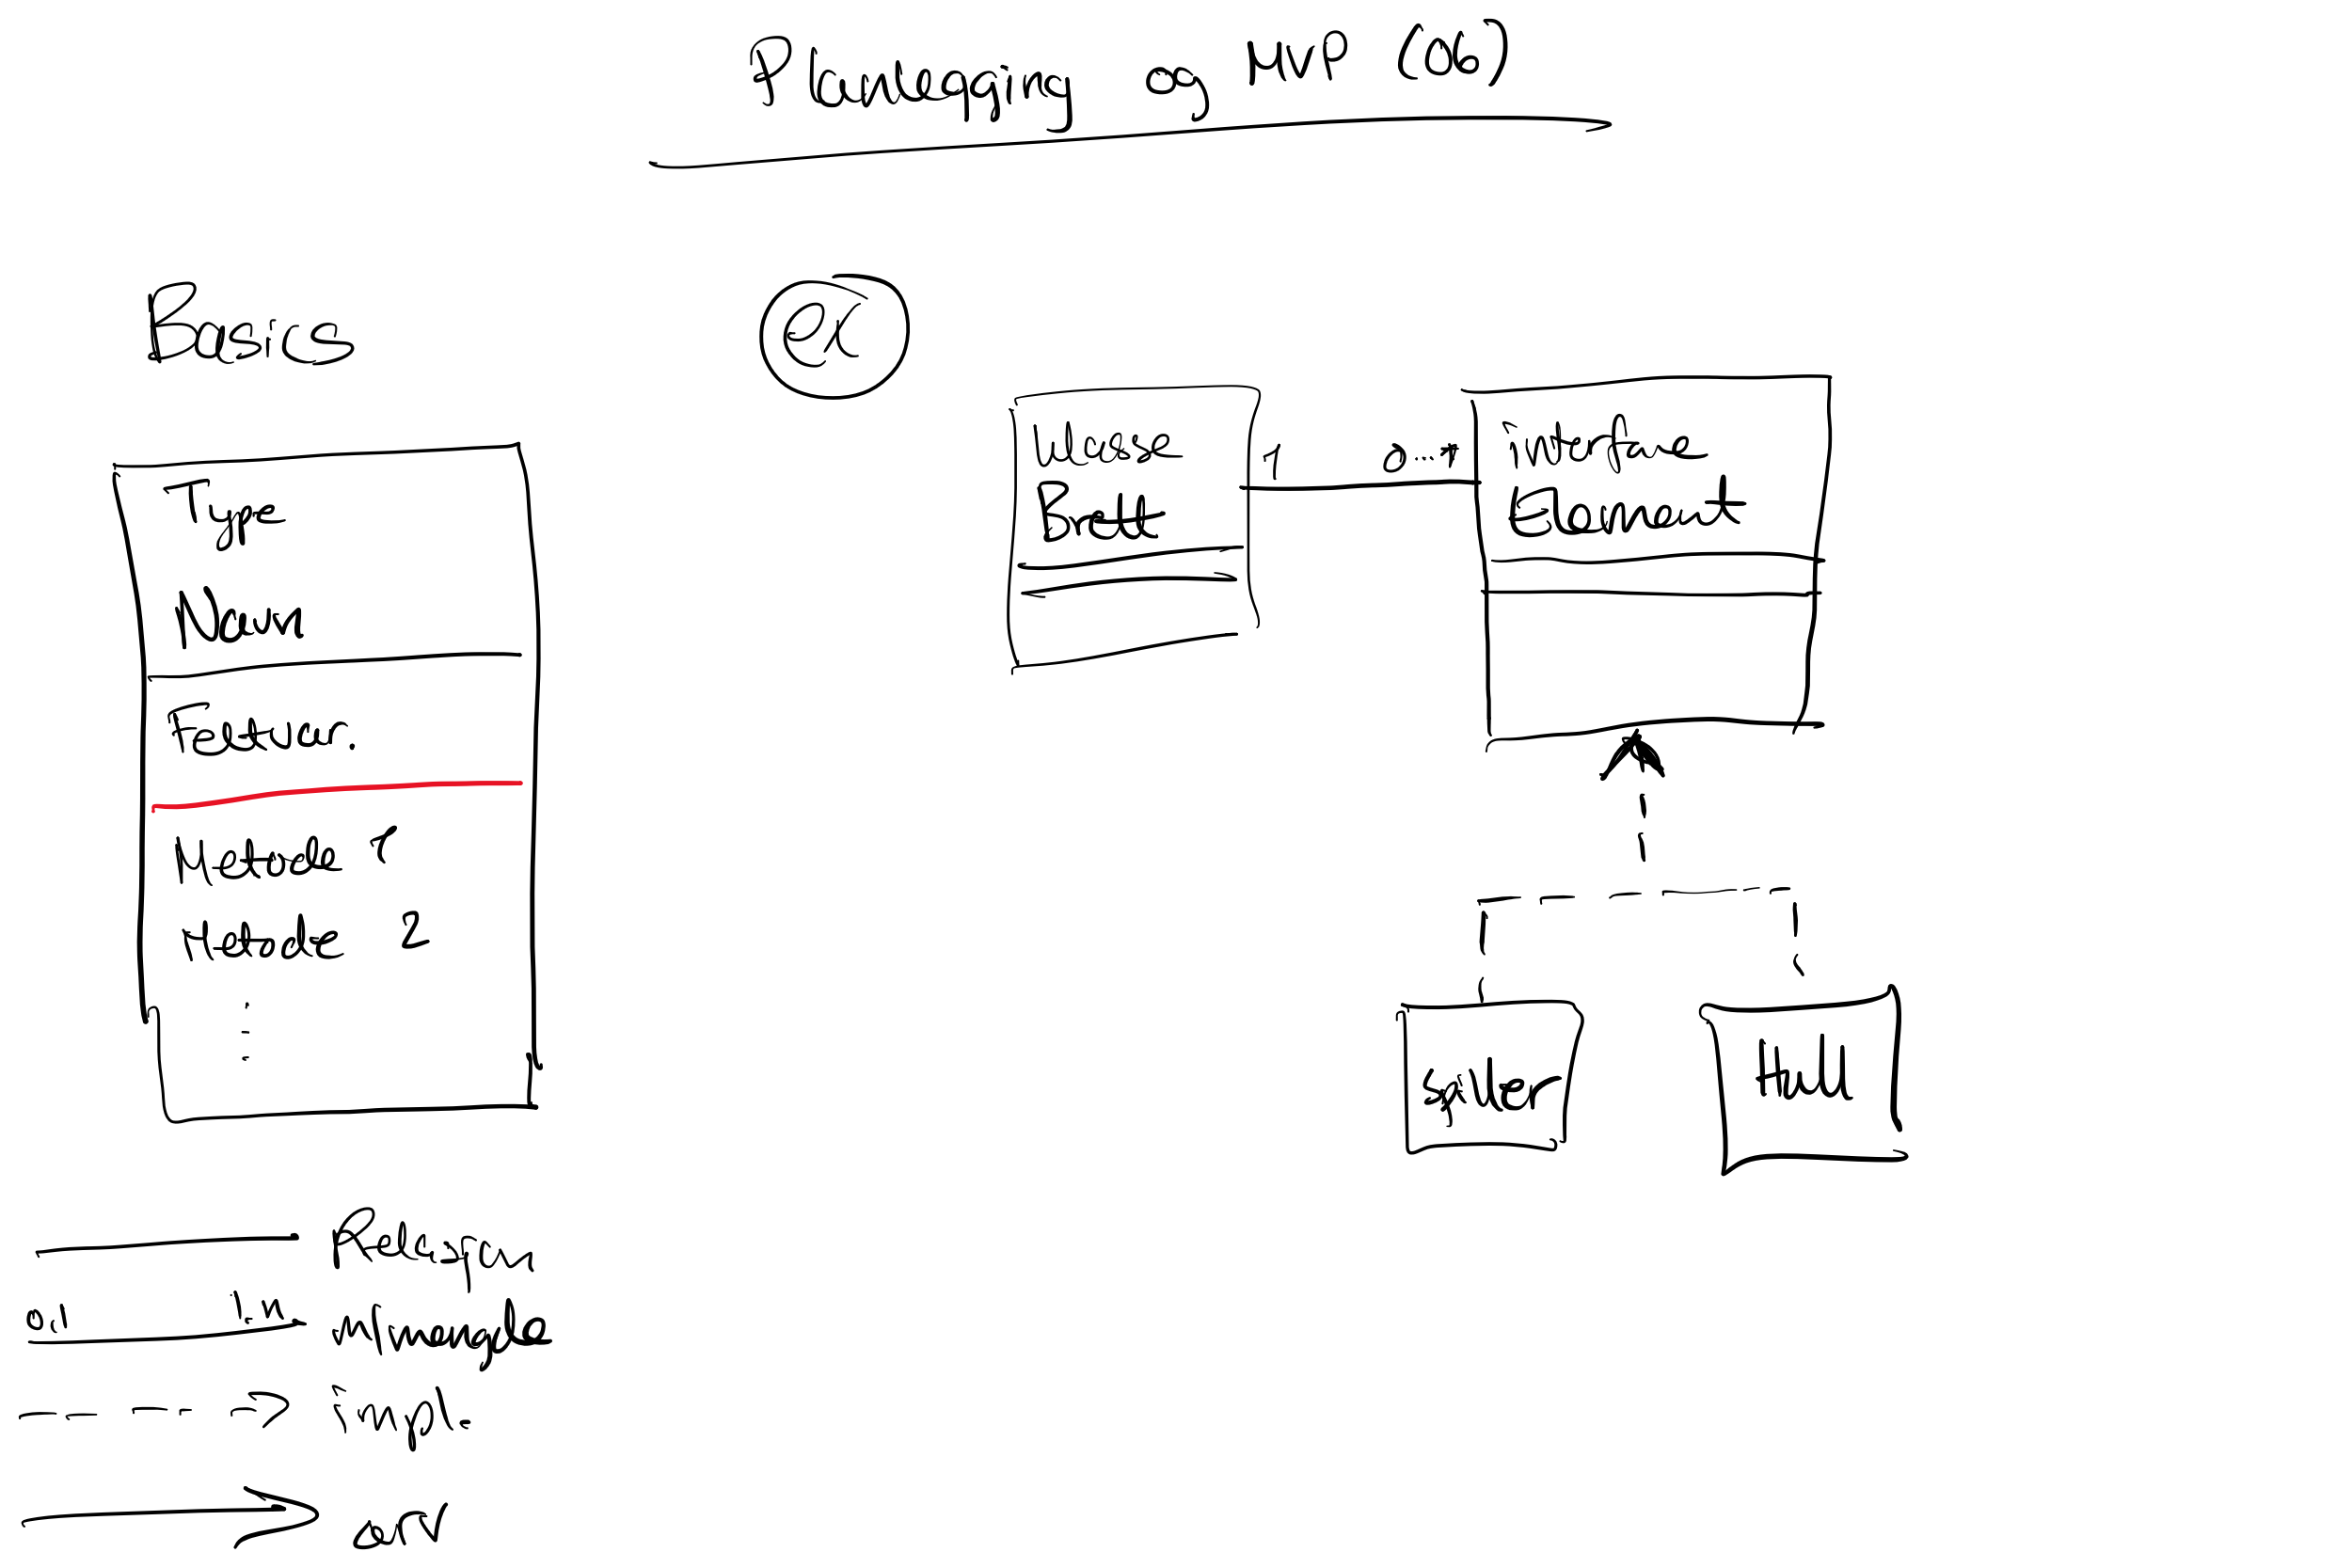 Planlegging og MVP (06)
Basics
ex
Type
Navn
Feltvar.
Metode 1
Metode 2
Klasse
Brett
1
0...*
interface
Element
spiller
Hull
Relasjon
0.1
1.n
m/mengde
impl.
arv